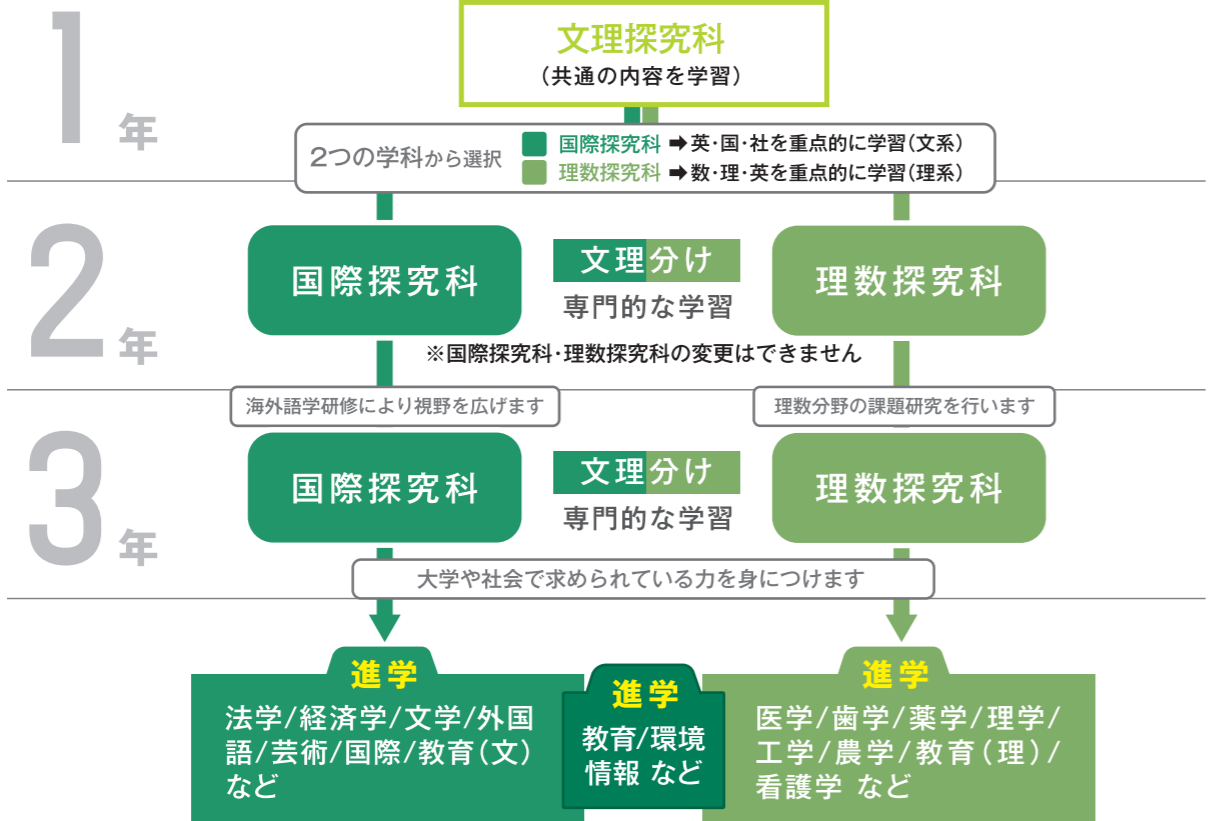 1年
文理探究科
(共通の内容を学習)
2つの学科から選択
国際探究科 ➡英・国・社を重点的に学習(文系)
理数探究科 ➡数・理・英を重点的に学習(理系)
2年
国際探究科
文理分け
専門的な学習
理数探究科
※国際探究科・理数探究科の変更はできません
海外語学研修により視野を広げます
理数分野の課題研究を行います
3年
国際探究科
文理分け
専門的な学習
理数探究科
大学や社会で求められている力を身につけます
進学
法学/経済学/文学/外国
語/芸術/国際/教育(文)
など
進学
教育/環境
情報 など
進学
医学/歯学/薬学/理学/
工学/農学/教育(理)/
看護学 など